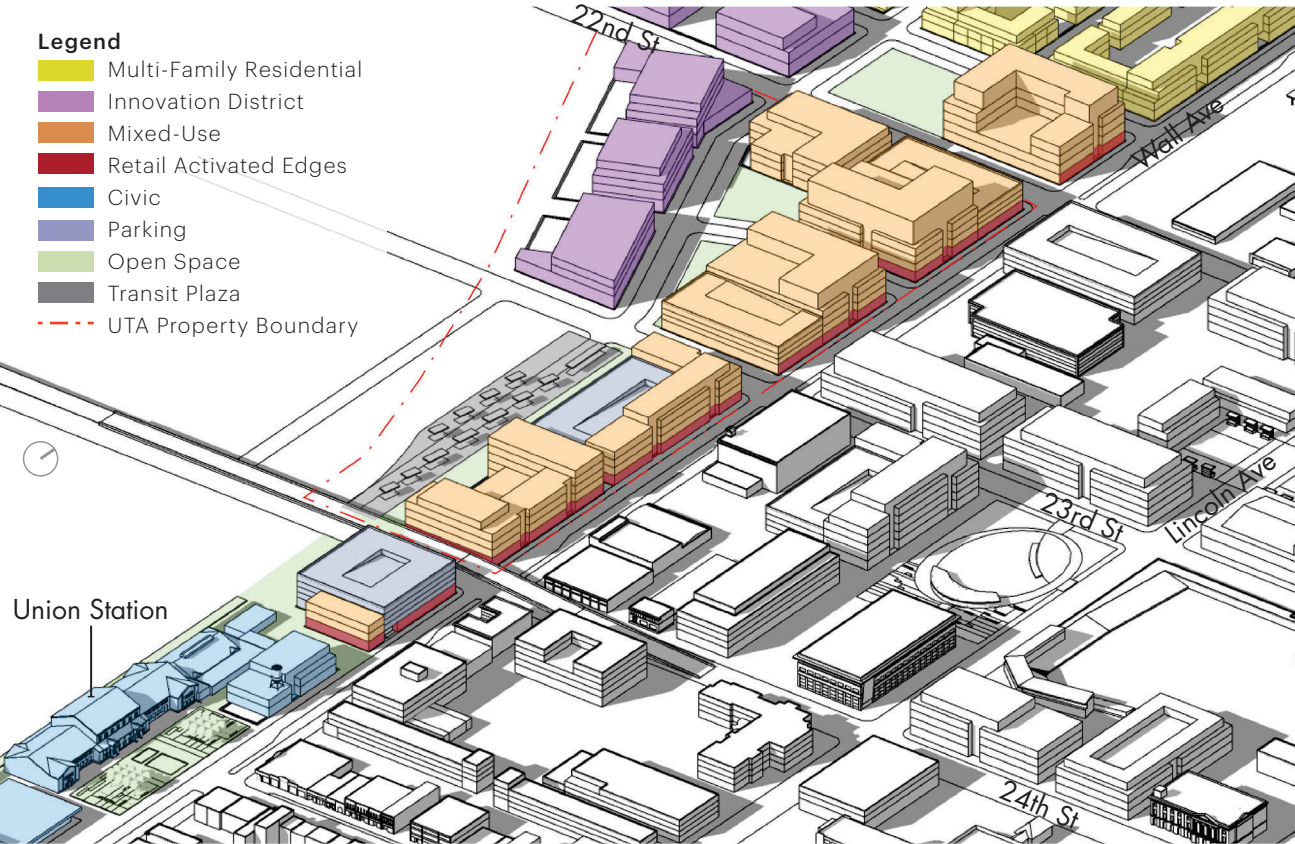 22nd St
Legend
Multi-Family Residential
Innovation District
Mixed-Use
Retail Activated Edges
Civic
Parking
Open Space
Transit Plaza
UTA Property Boundary
Wall Ave
23rd St
Lincoln Ave
Union Station
24th St